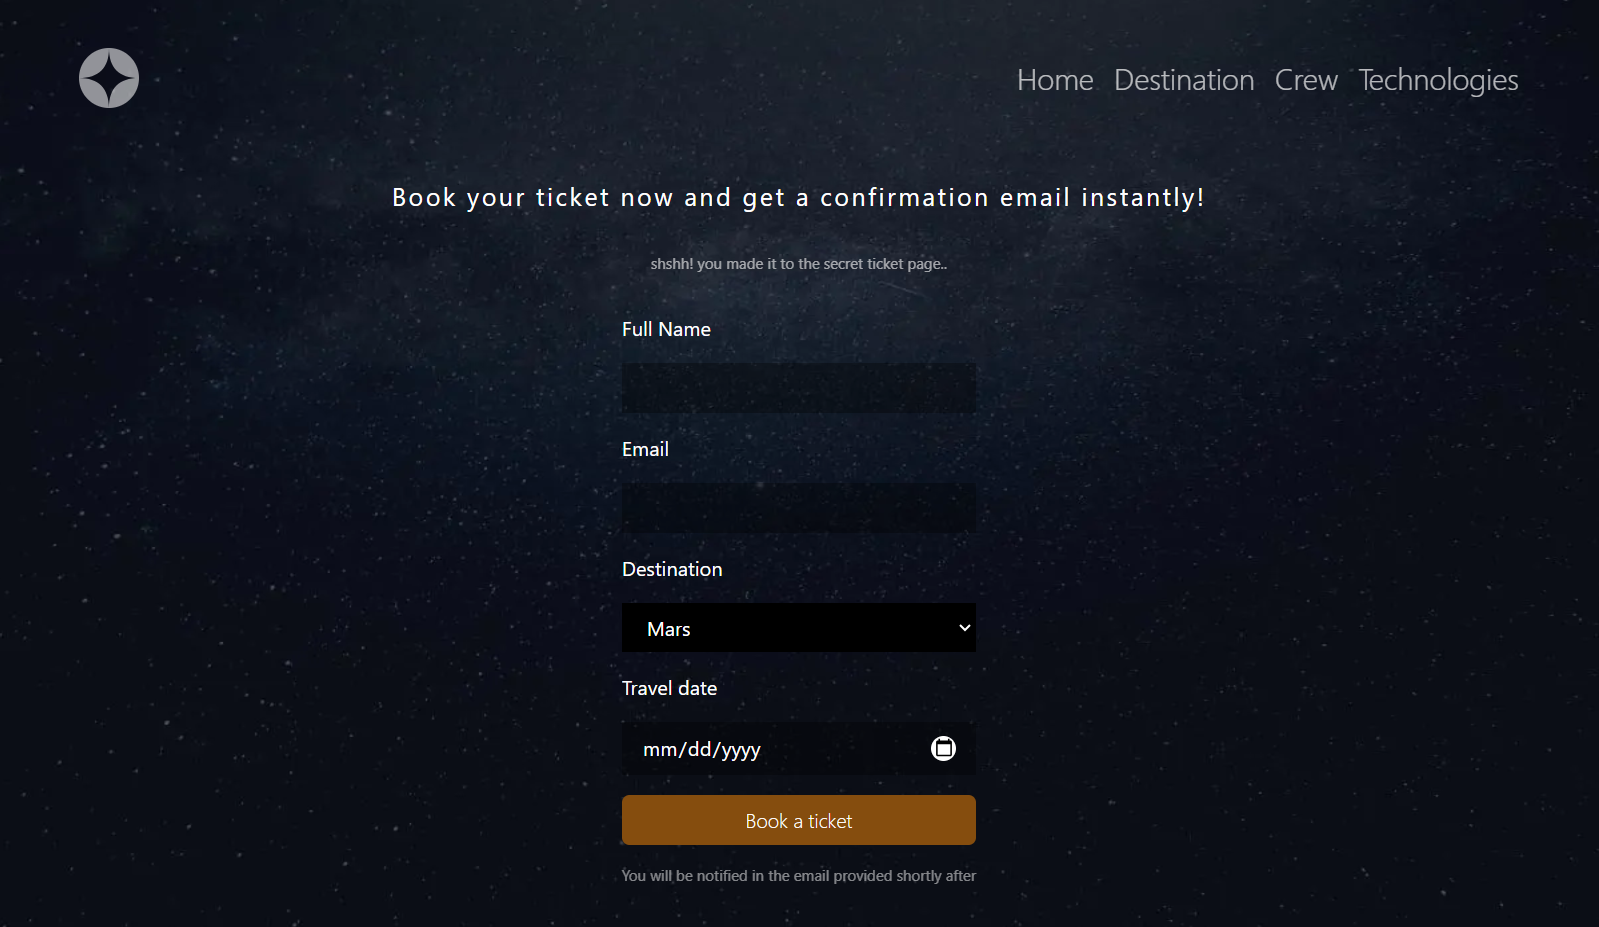 Home Destination Crew Technologies
Book your ticket now and get a confirmation email instantly!
shshh! you made it to the secret ticket page..
Full Name
Email
Destination
Mars
Travel date
mm/dd/yyyy
Book a ticket
You will be notified in the email provided shortly after